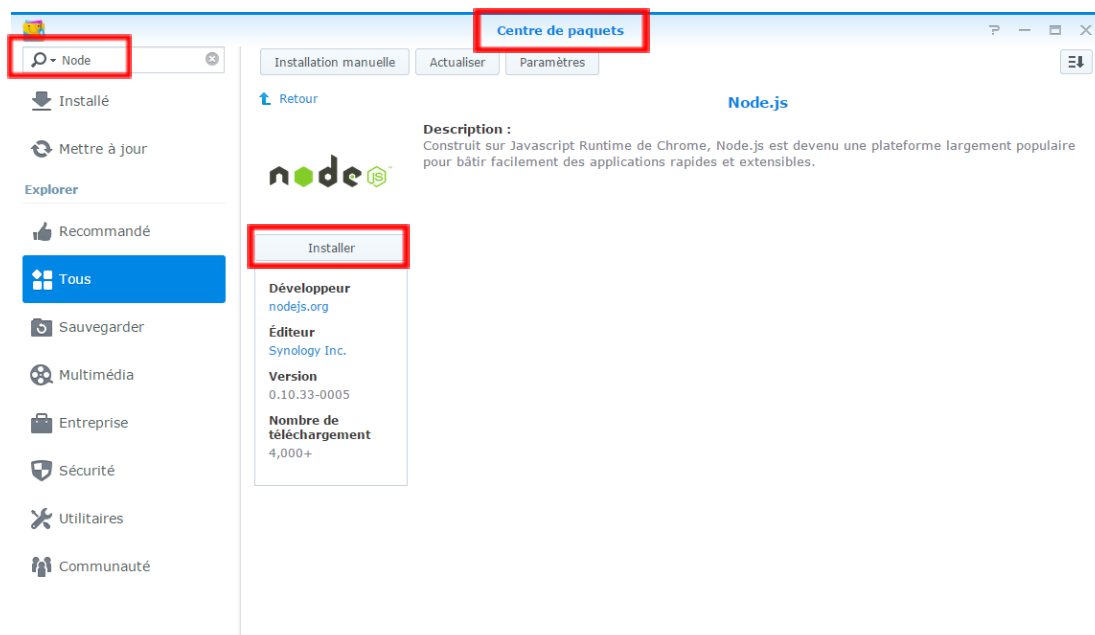 Centre de paquets
Node
Installation manuelle
Actualiser
Paramètres
Installé
Mettre à jour
Explorer
Recommandé
Tous
Sauvegarder
Multimédia
Entreprise
Sécurité
Utilitaires
Communauté
Retour
Node.js
Description :
Construit sur Javascript Runtime de Chrome, Node.js est devenu une plateforme largement populaire
pour bâtir facilement des applications rapides et extensibles.
node JS
Installer
Développeur
nodejs.org
Éditeur
Synology Inc.
Version
0.10.33-0005
Nombre de
téléchargement
4,000+